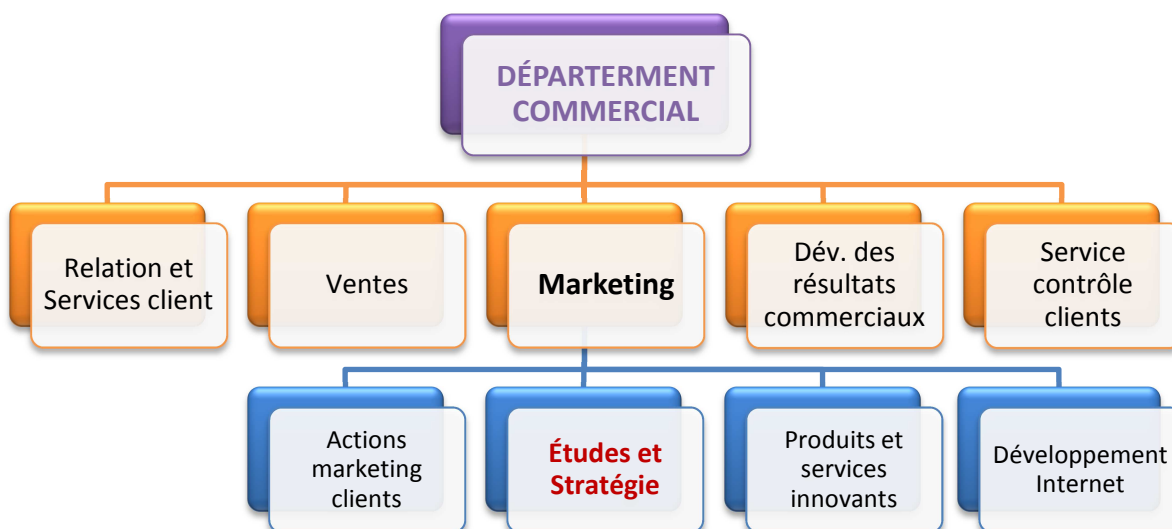 DÉPARTERMENT
COMMERCIAL
Relation et
Services client
Ventes
Marketing
Dév. des
résultats
commerciaux
Service
contrôle
clients
Actions
marketing
clients
Études et
Stratégie
Produits et
services
innovants
Développement
Internet